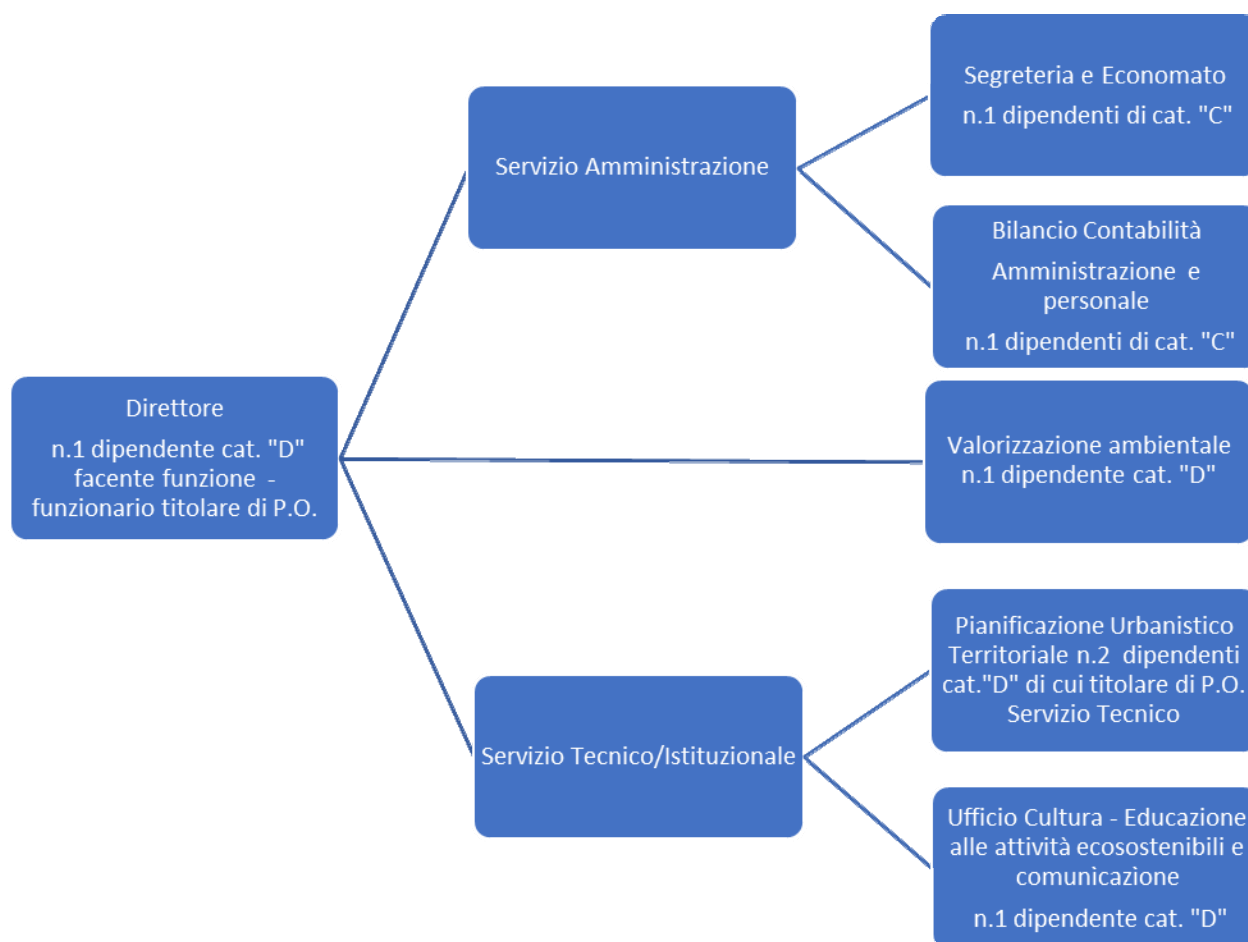 Segreteria e Economato
n.1 dipendenti di cat. "C"
Servizio Amministrazione
Bilancio Contabilità
Amministrazione e
personale
n.1 dipendenti di cat. "C"
Direttore
n.1 dipendente cat. "D"
facente funzione -
funzionario titolare di P.O.
Valorizzazione ambientale
n.1 dipendente cat. "D"
Pianificazione Urbanistico
Territoriale n.2 dipendenti
cat."D" di cui titolare di P.O.
Servizio Tecnico
Servizio Tecnico/Istituzionale
Ufficio Cultura - Educazione
alle attività ecosostenibili e
comunicazione
n.1 dipendente cat. "D"